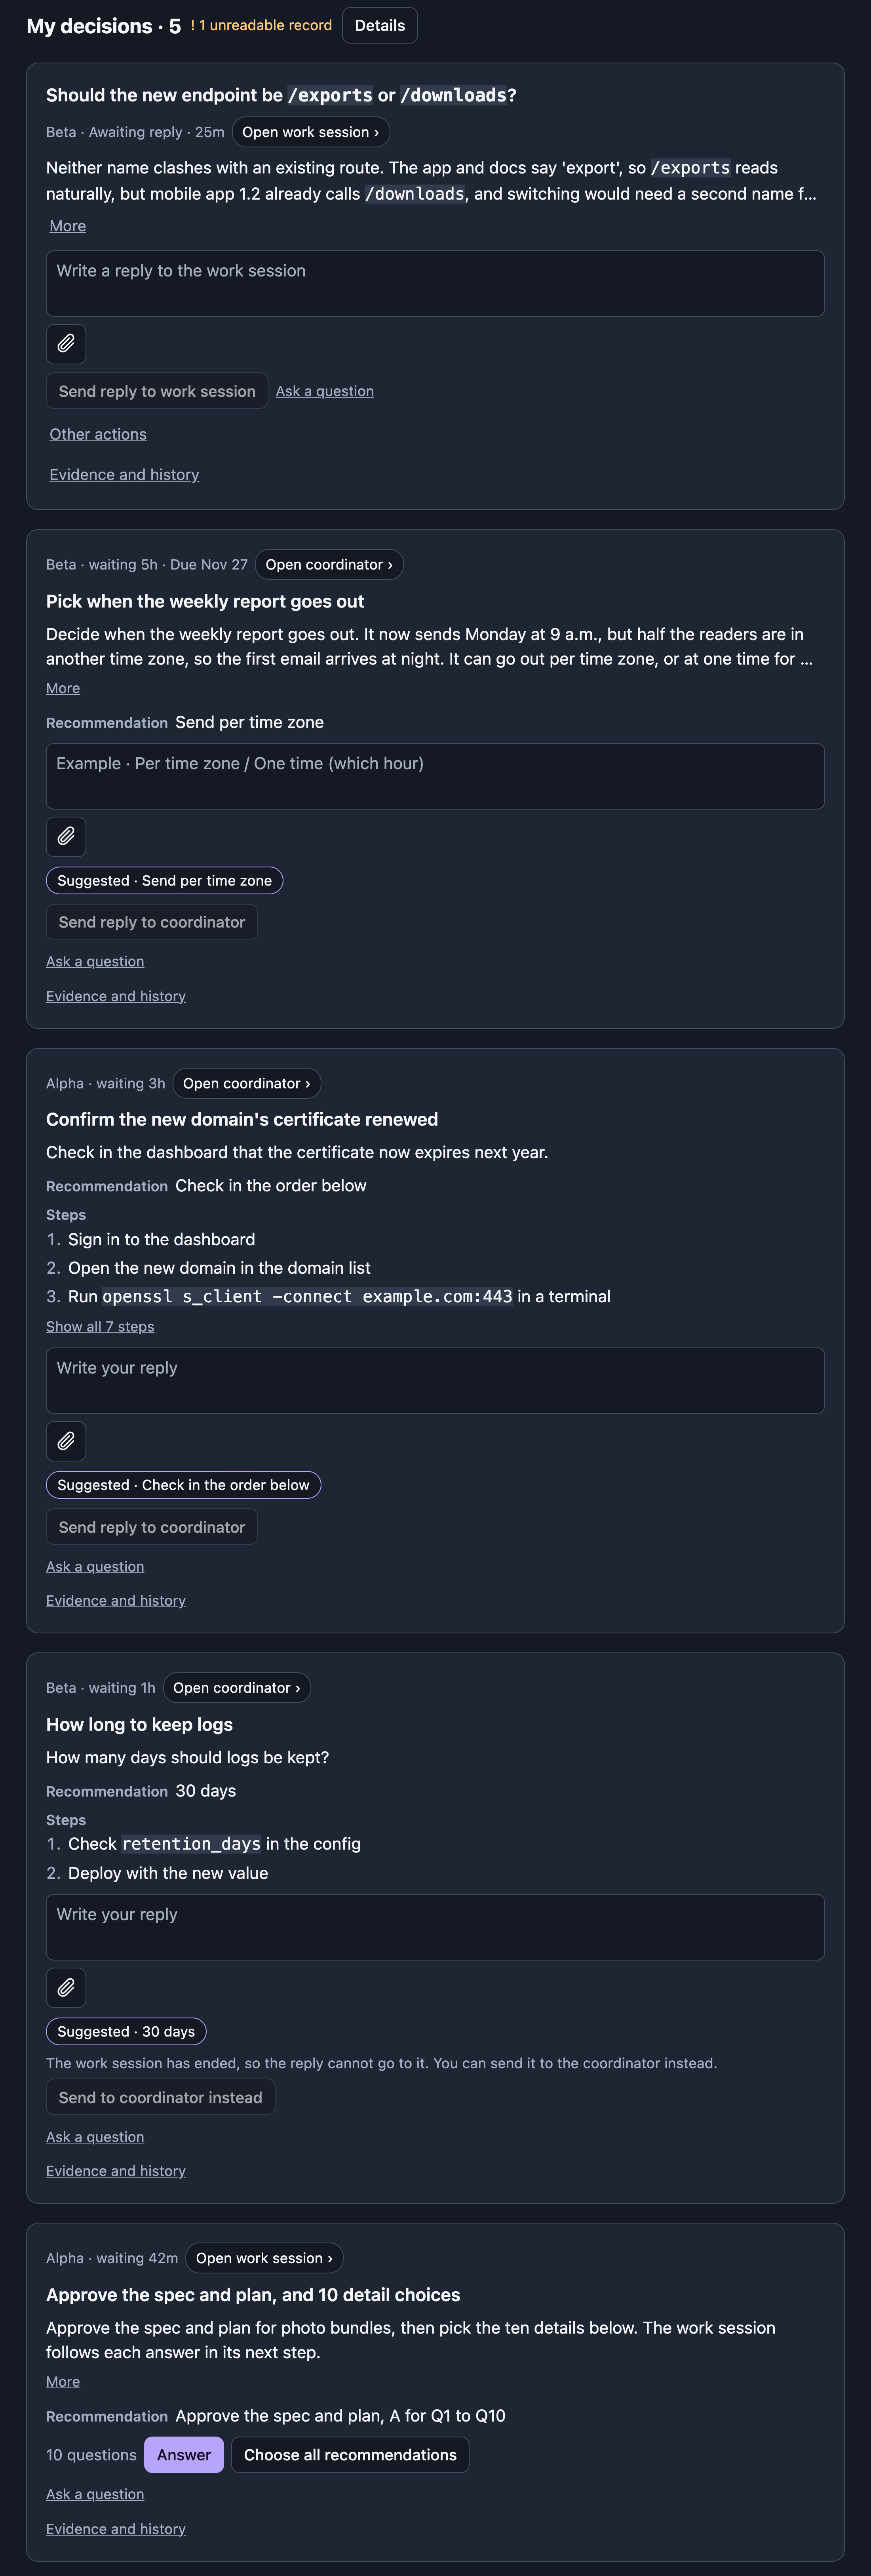 My decisions · 5 ! 1 unreadable record Details
Should the new endpoint be /exports or /downloads?
Beta · Awaiting reply · 25m Open work session ›
Neither name clashes with an existing route. The app and docs say 'export', so /exports reads
naturally, but mobile app 1.2 already calls /downloads, and switching would need a second name f...
More
Write a reply to the work session
Send reply to work session Ask a question
Other actions
Evidence and history
Beta · waiting 5h · Due Nov 27 Open coordinator ›
Pick when the weekly report goes out
Decide when the weekly report goes out. It now sends Monday at 9 a.m., but half the readers are in
another time zone, so the first email arrives at night. It can go out per time zone, or at one time for ...
More
Recommendation Send per time zone
Example · Per time zone / One time (which hour)
Suggested · Send per time zone
Send reply to coordinator
Ask a question
Evidence and history
Alpha · waiting 3h Open coordinator ›
Confirm the new domain's certificate renewed
Check in the dashboard that the certificate now expires next year.
Recommendation Check in the order below
Steps
1. Sign in to the dashboard
2. Open the new domain in the domain list
3. Run openssl s_client -connect example.com:443 in a terminal
Show all 7 steps
Write your reply
Suggested · Check in the order below
Send reply to coordinator
Ask a question
Evidence and history
Beta · waiting 1h Open coordinator ›
How long to keep logs
How many days should logs be kept?
Recommendation 30 days
Steps
1. Check retention_days in the config
2. Deploy with the new value
Write your reply
Suggested · 30 days
The work session has ended, so the reply cannot go to it. You can send it to the coordinator instead.
Send to coordinator instead
Ask a question
Evidence and history
Alpha · waiting 42m Open work session ›
Approve the spec and plan, and 10 detail choices
Approve the spec and plan for photo bundles, then pick the ten details below. The work session
follows each answer in its next step.
More
Recommendation Approve the spec and plan, A for Q1 to Q10
10 questions Answer Choose all recommendations
Ask a question
Evidence and history